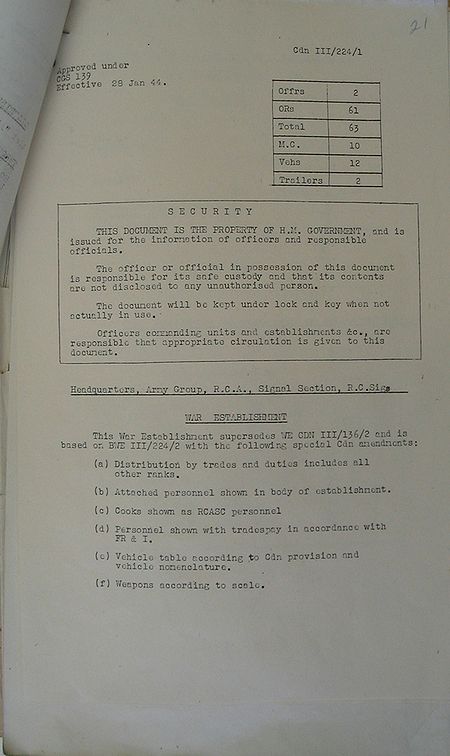 21
Cdn III/224/1
Approved under
CGS 139
Effective 28 Jan 44.
Offrs 2
ORs 61
Total 63
M.C. 10
Vehs 12
Trailers 2
SECURITY
THIS DOCUMENT IS THE PROPERTY OF H.M. GOVERNMENT, and is
issued for the information of officers and responsible
officials.
The officer or official in possession of this document
is responsible for its safe custody and that its contents
are not disclosed to any unauthorised person.
The document will be kept under lock and key when not
actually in use.
Officers commanding units and establishments &c., are
responsible that appropriate circulation is given to this
document.
Headquarters, Army Group, R.C.A., Signal Section, R.C.Sigs
WAR ESTABLISHMENT
This War Establishment supersedes WE CDN III/136/2 and is
based on BWE III/224/2 with the following special Cdn amendments:
(a) Distribution by trades and duties includes all
other ranks.
(b) Attached personnel shown in body of establishment.
(c) Cooks shown as RCASC personnel
(d) Personnel shown with tradespay in accordance with
FR & I.
(e) Vehicle table according to Cdn provision and
vehicle nomenclature.
(f) Weapons according to scale.